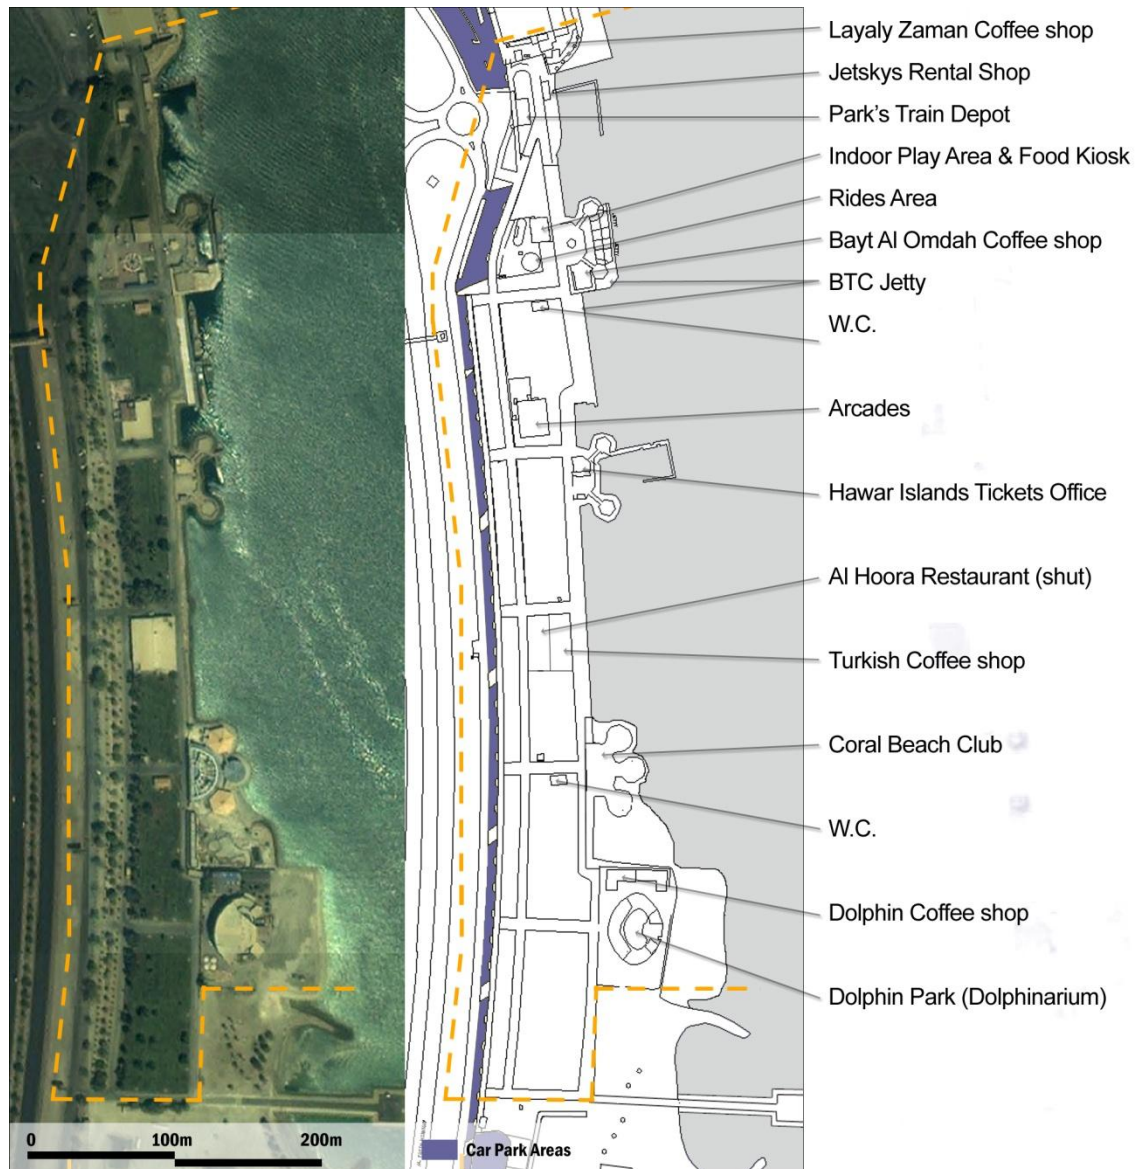 Layaly Zaman Coffee shop
Jetskys Rental Shop
Park's Train Depot
Indoor Play Area & Food Kiosk
Rides Area
Bayt Al Omdah Coffee shop
BTC Jetty
W.C.
Arcades
Hawar Islands Tickets Office
Al Hoora Restaurant (shut)
Turkish Coffee shop
Coral Beach Club
W.C.
Dolphin Coffee shop
Dolphin Park (Dolphinarium)
0 100m 200m
Car Park Areas